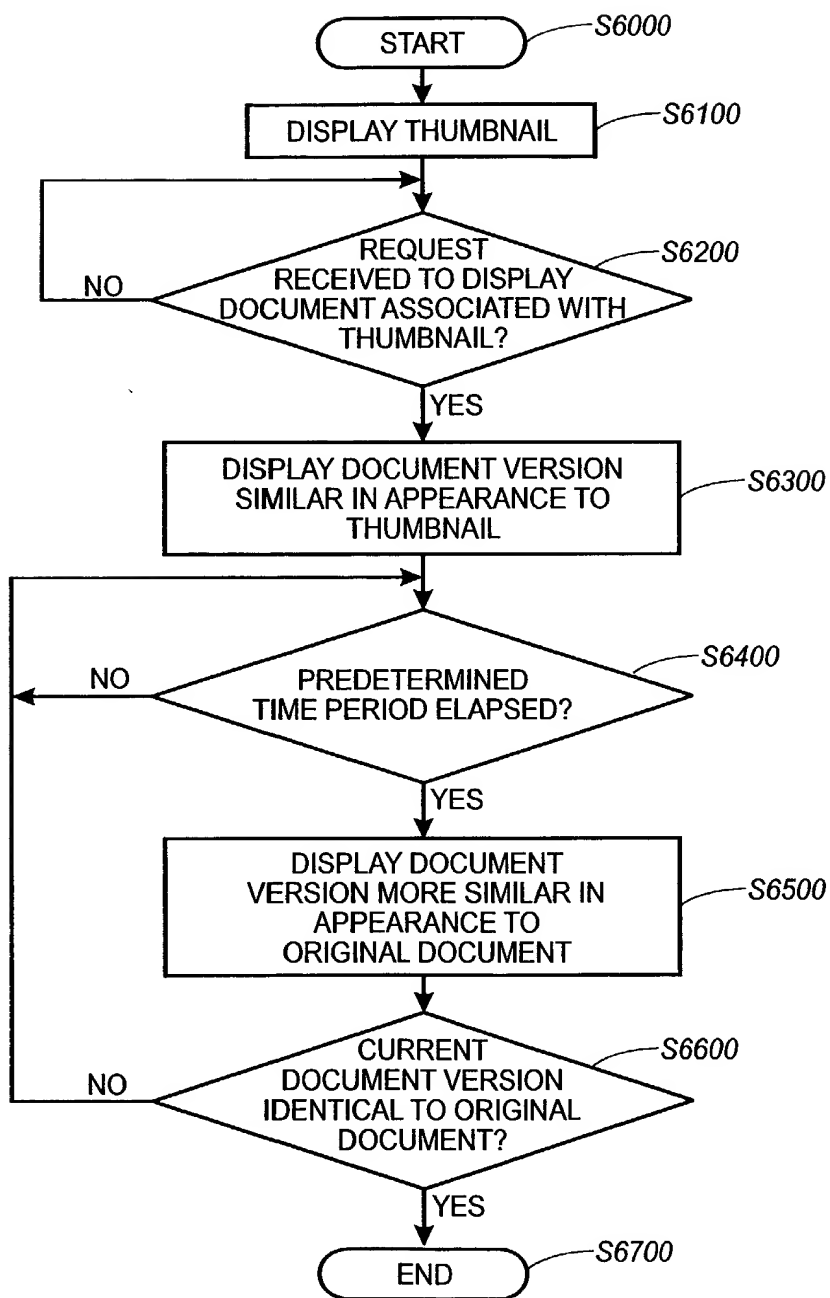 START
S6000
DISPLAY THUMBNAIL
S6100
REQUEST
RECEIVED TO DISPLAY
DOCUMENT ASSOCIATED WITH
THUMBNAIL?
S6200
NO
YES
DISPLAY DOCUMENT VERSION
SIMILAR IN APPEARANCE TO
THUMBNAIL
S6300
PREDETERMINED
TIME PERIOD ELAPSED?
S6400
NO
YES
DISPLAY DOCUMENT
VERSION MORE SIMILAR IN
APPEARANCE TO
ORIGINAL DOCUMENT
S6500
CURRENT
DOCUMENT VERSION
IDENTICAL TO ORIGINAL
DOCUMENT?
S6600
NO
YES
END
S6700